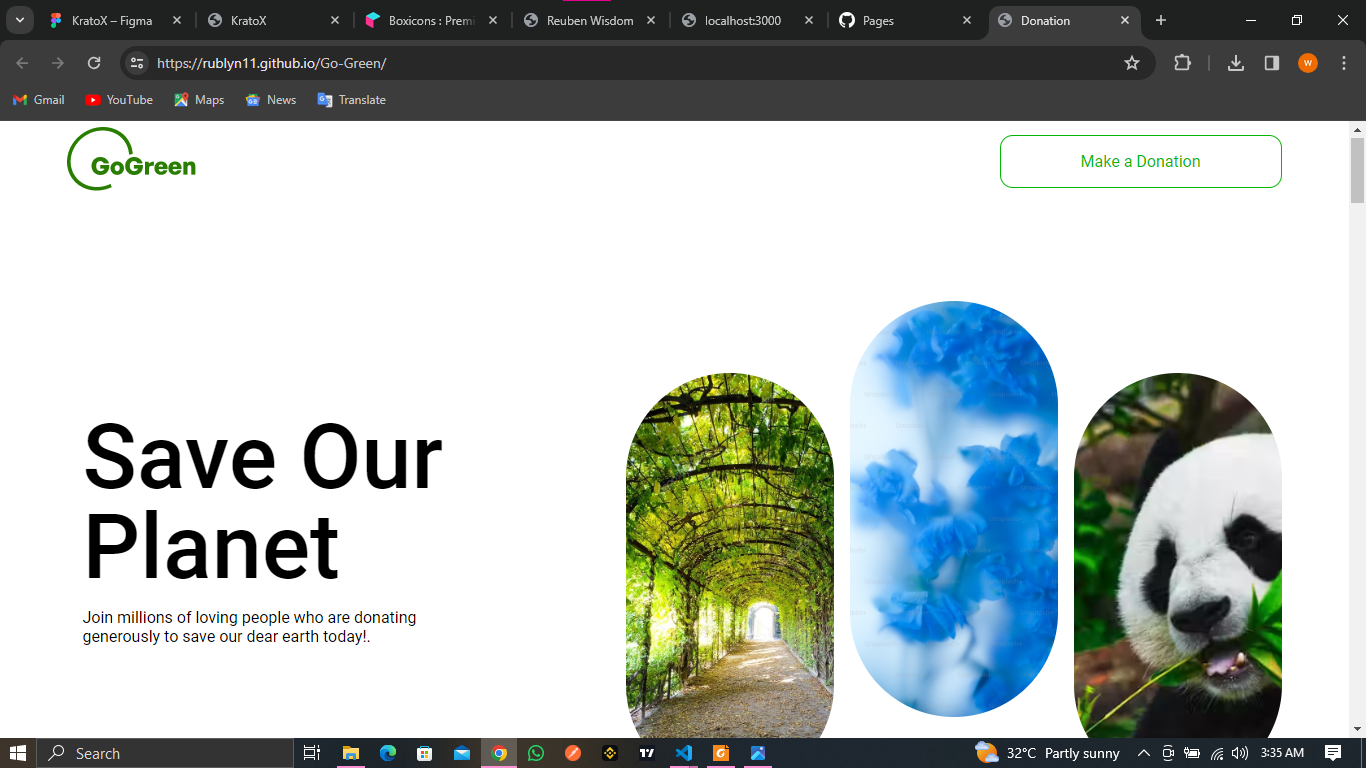 KratoX – Figma
KratoX
Boxicons : Premi
Reuben Wisdom
localhost:3000
Pages
Donation
https://rublyn11.github.io/Go-Green/
W
Gmail
YouTube
Maps
News
Translate
GoGreen
Make a Donation
Save Our
Planet
Join millions of loving people who are donating
generously to save our dear earth today!.
Search
32°C Partly sunny
3:35 AM